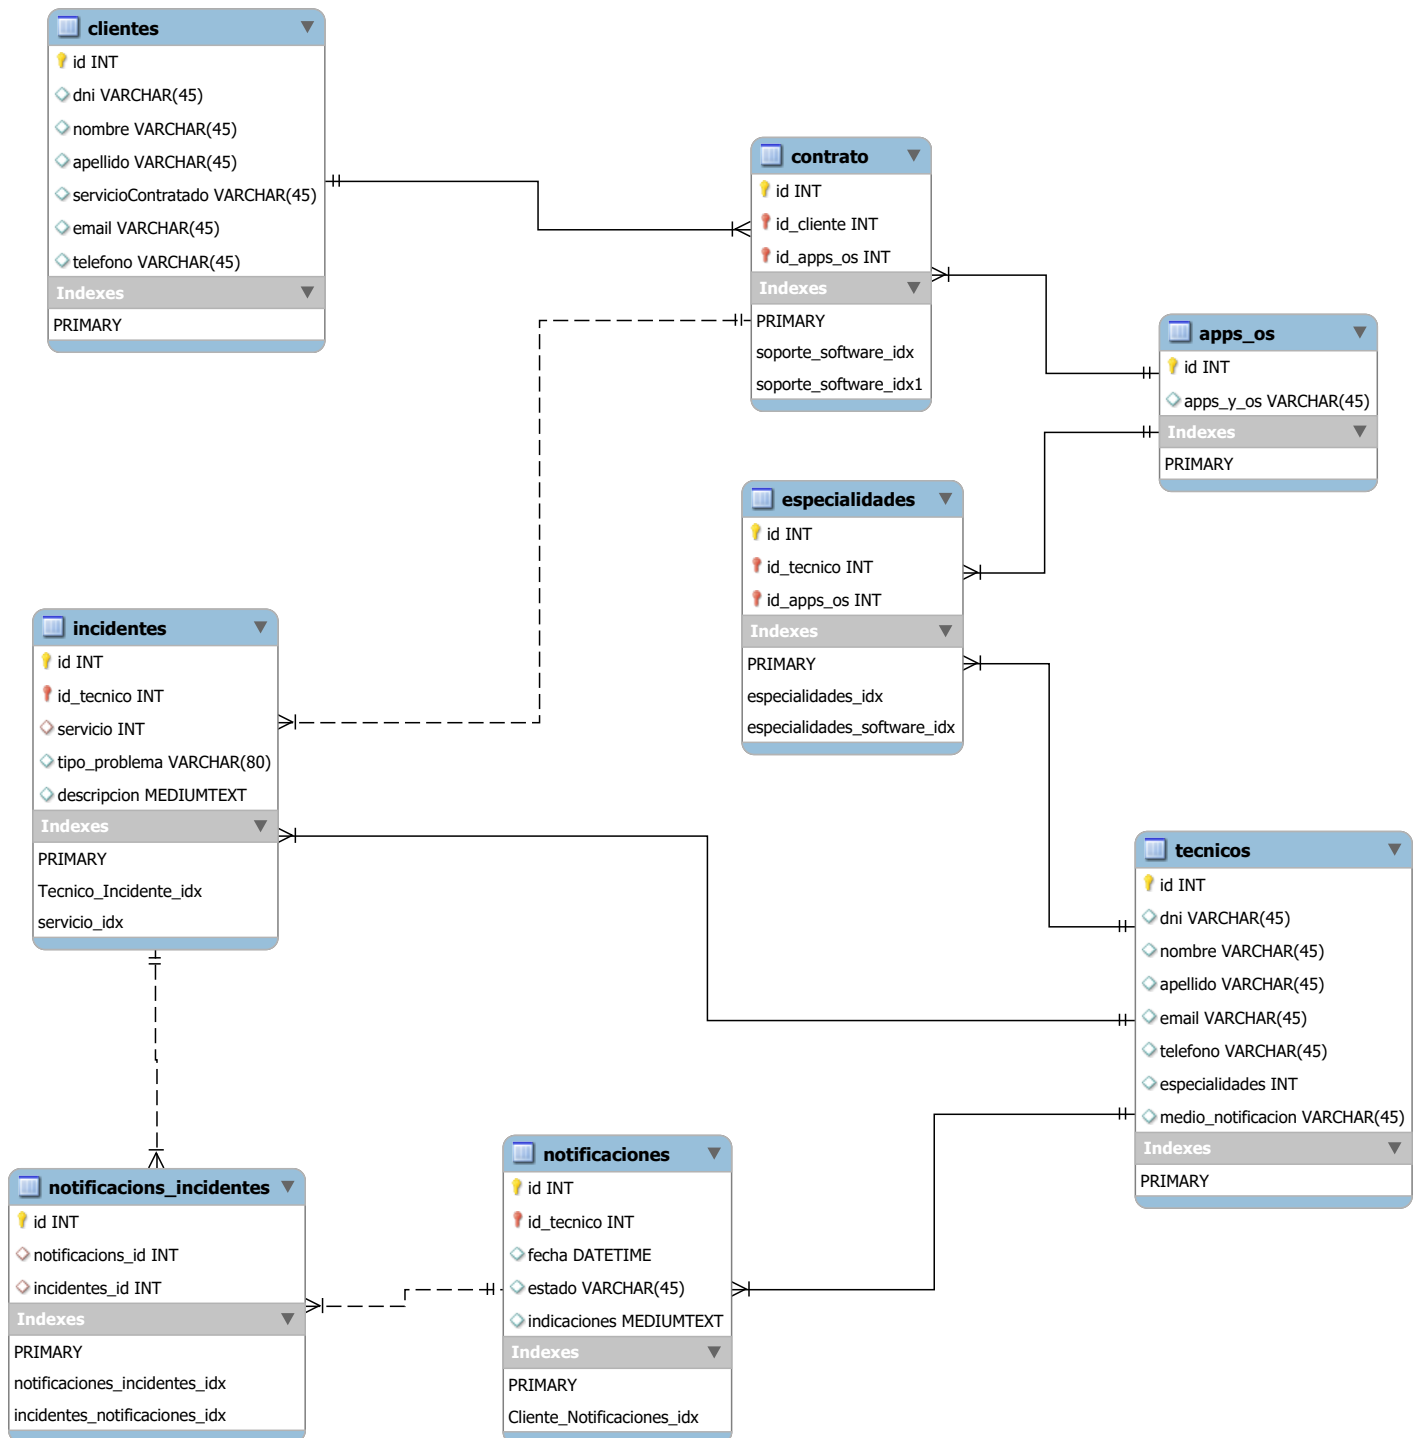 clientes
id INT
dni VARCHAR(45)
nombre VARCHAR(45)
apellido VARCHAR(45)
servicioContratado VARCHAR(45)
email VARCHAR(45)
telefono VARCHAR(45)
Indexes
PRIMARY
contrato
id INT
id_cliente INT
id_apps_os INT
Indexes
PRIMARY
soporte_software_idx
soporte_software_idx1
apps_os
id INT
apps_y_os VARCHAR(45)
Indexes
PRIMARY
especialidades
id INT
id_tecnico INT
id_apps_os INT
Indexes
PRIMARY
especialidades_idx
especialidades_software_idx
incidentes
id INT
id_tecnico INT
servicio INT
tipo_problema VARCHAR(80)
descripcion MEDIUMTEXT
Indexes
PRIMARY
Tecnico_Incidente_idx
servicio_idx
tecnicos
id INT
dni VARCHAR(45)
nombre VARCHAR(45)
apellido VARCHAR(45)
email VARCHAR(45)
telefono VARCHAR(45)
especialidades INT
medio_notificacion VARCHAR(45)
Indexes
PRIMARY
notificacions_incidentes
id INT
notificacions_id INT
incidentes_id INT
Indexes
PRIMARY
notificaciones_incidentes_idx
incidentes_notificaciones_idx
notificaciones
id INT
id_tecnico INT
fecha DATETIME
estado VARCHAR(45)
indicaciones MEDIUMTEXT
Indexes
PRIMARY
Cliente_Notificaciones_idx